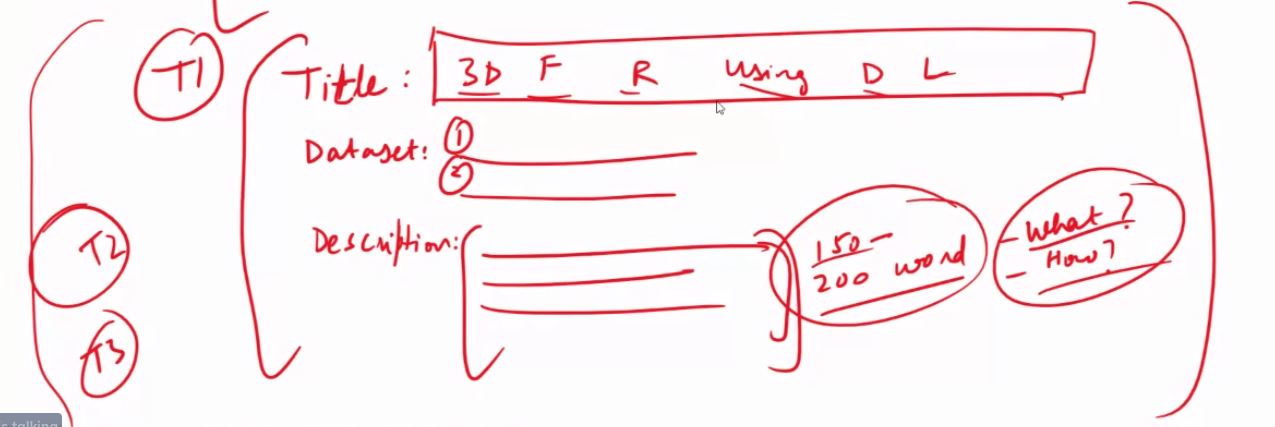 T1
Title: 3D F R Using D L
Dataset: ①
②
Description:
150-
200 word
- What?
- How?
T2
T3
s talking